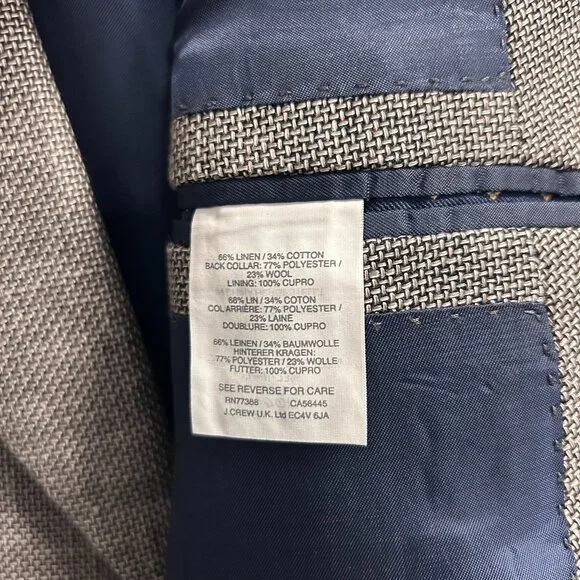 66% LINEN / 34% COTTON
BACK COLLAR: 77% POLYESTER /
23% WOOL
LINING: 100% CUPRO
66% LIN / 34% COTON
COL ARRIÈRE: 77% POLYESTER /
23% LAINE
DOUBLURE: 100% CUPRO
66% LEINEN / 34% BAUMWOLLE
HINTERER KRAGEN:
77% POLYESTER / 23% WOLLE
FUTTER: 100% CUPRO
SEE REVERSE FOR CARE
RN77388 CA56445
J.CREW U.K. Ltd EC4V 6JA